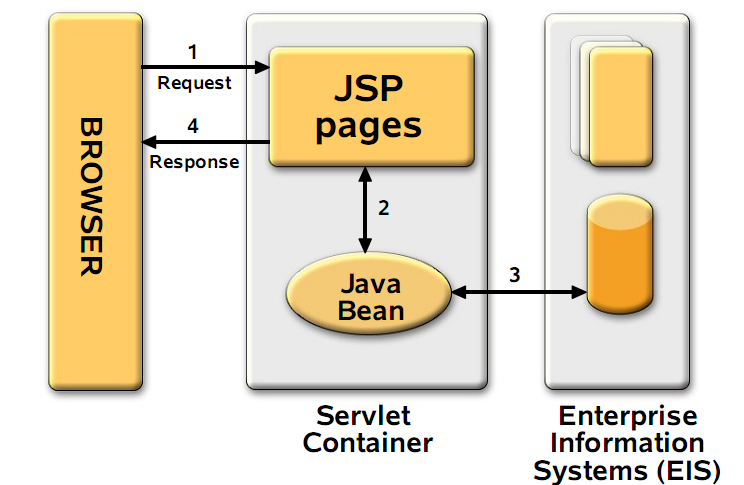 BROWSER
1
Request
4
Response
JSP
pages
2
Java
Bean
3
Servlet
Container
Enterprise
Information
Systems (EIS)